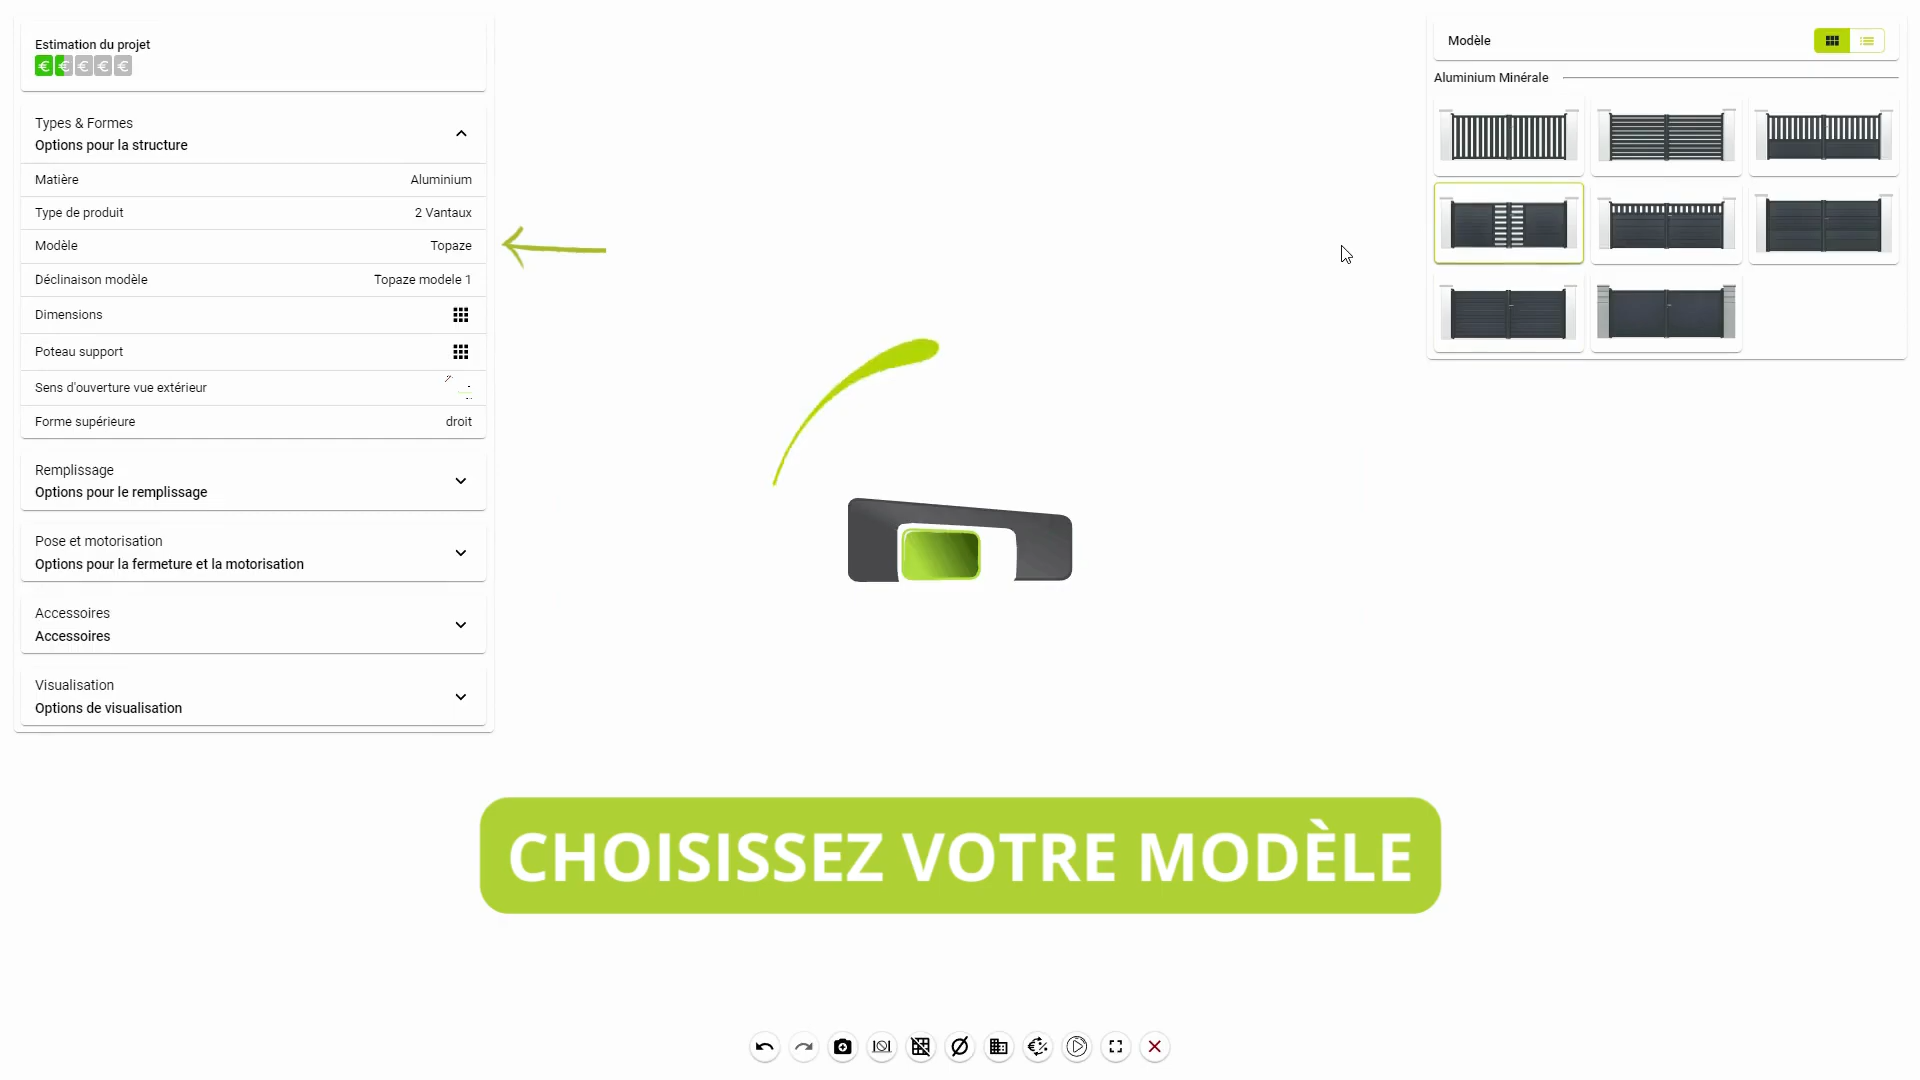 Estimation du projet
€ € € € €
Types & Formes
Options pour la structure
Matière Aluminium
Type de produit 2 Vantaux
Modèle Topaze
Déclinaison modèle Topaze modele 1
Dimensions
Poteau support
Sens d'ouverture vue extérieur
Forme supérieure droit
Remplissage
Options pour le remplissage
Pose et motorisation
Options pour la fermeture et la motorisation
Accessoires
Accessoires
Visualisation
Options de visualisation
Modèle
Aluminium Minérale
CHOISISSEZ VOTRE MODÈLE